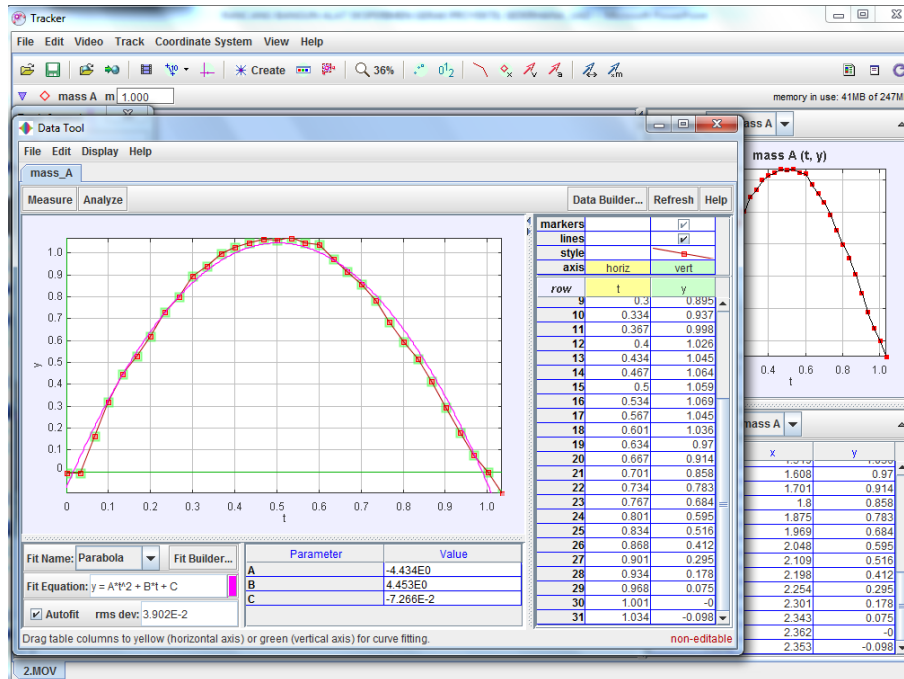 Tracker
File Edit Video Track Coordinate System View Help
Create 36%
mass A m 1.000
memory in use: 41MB of 247M
Data Tool
File Edit Display Help
mass_A
Measure Analyze Data Builder... Refresh Help
1.0
0.9
0.8
0.7
0.6
0.5
0.4
0.3
0.2
0.1
0
y
0 0.1 0.2 0.3 0.4 0.5 0.6 0.7 0.8 0.9 1.0
t
markers
lines
style
axis horiz vert
row t y
9 0.3 0.895
10 0.334 0.937
11 0.367 0.998
12 0.4 1.026
13 0.434 1.045
14 0.467 1.064
15 0.5 1.059
16 0.534 1.069
17 0.567 1.045
18 0.601 1.036
19 0.634 0.97
20 0.667 0.914
21 0.701 0.858
22 0.734 0.783
23 0.767 0.684
24 0.801 0.595
25 0.834 0.516
26 0.868 0.412
27 0.901 0.295
28 0.934 0.178
29 0.968 0.075
30 1.001 -0
31 1.034 -0.098
Fit Name: Parabola Fit Builder...
Fit Equation: y = A*t^2 + B*t + C
Autofit rms dev: 3.902E-2
Parameter Value
A -4.434E0
B 4.453E0
C -7.266E-2
Drag table columns to yellow (horizontal axis) or green (vertical axis) for curve fitting.
non-editable
ass A
mass A (t, y)
0.4 0.6 0.8 1.0
t
mass A
x y
1.608 0.97
1.701 0.914
1.8 0.858
1.875 0.783
1.969 0.684
2.048 0.595
2.109 0.516
2.198 0.412
2.254 0.295
2.301 0.178
2.343 0.075
2.362 -0
2.353 -0.098
2.MOV